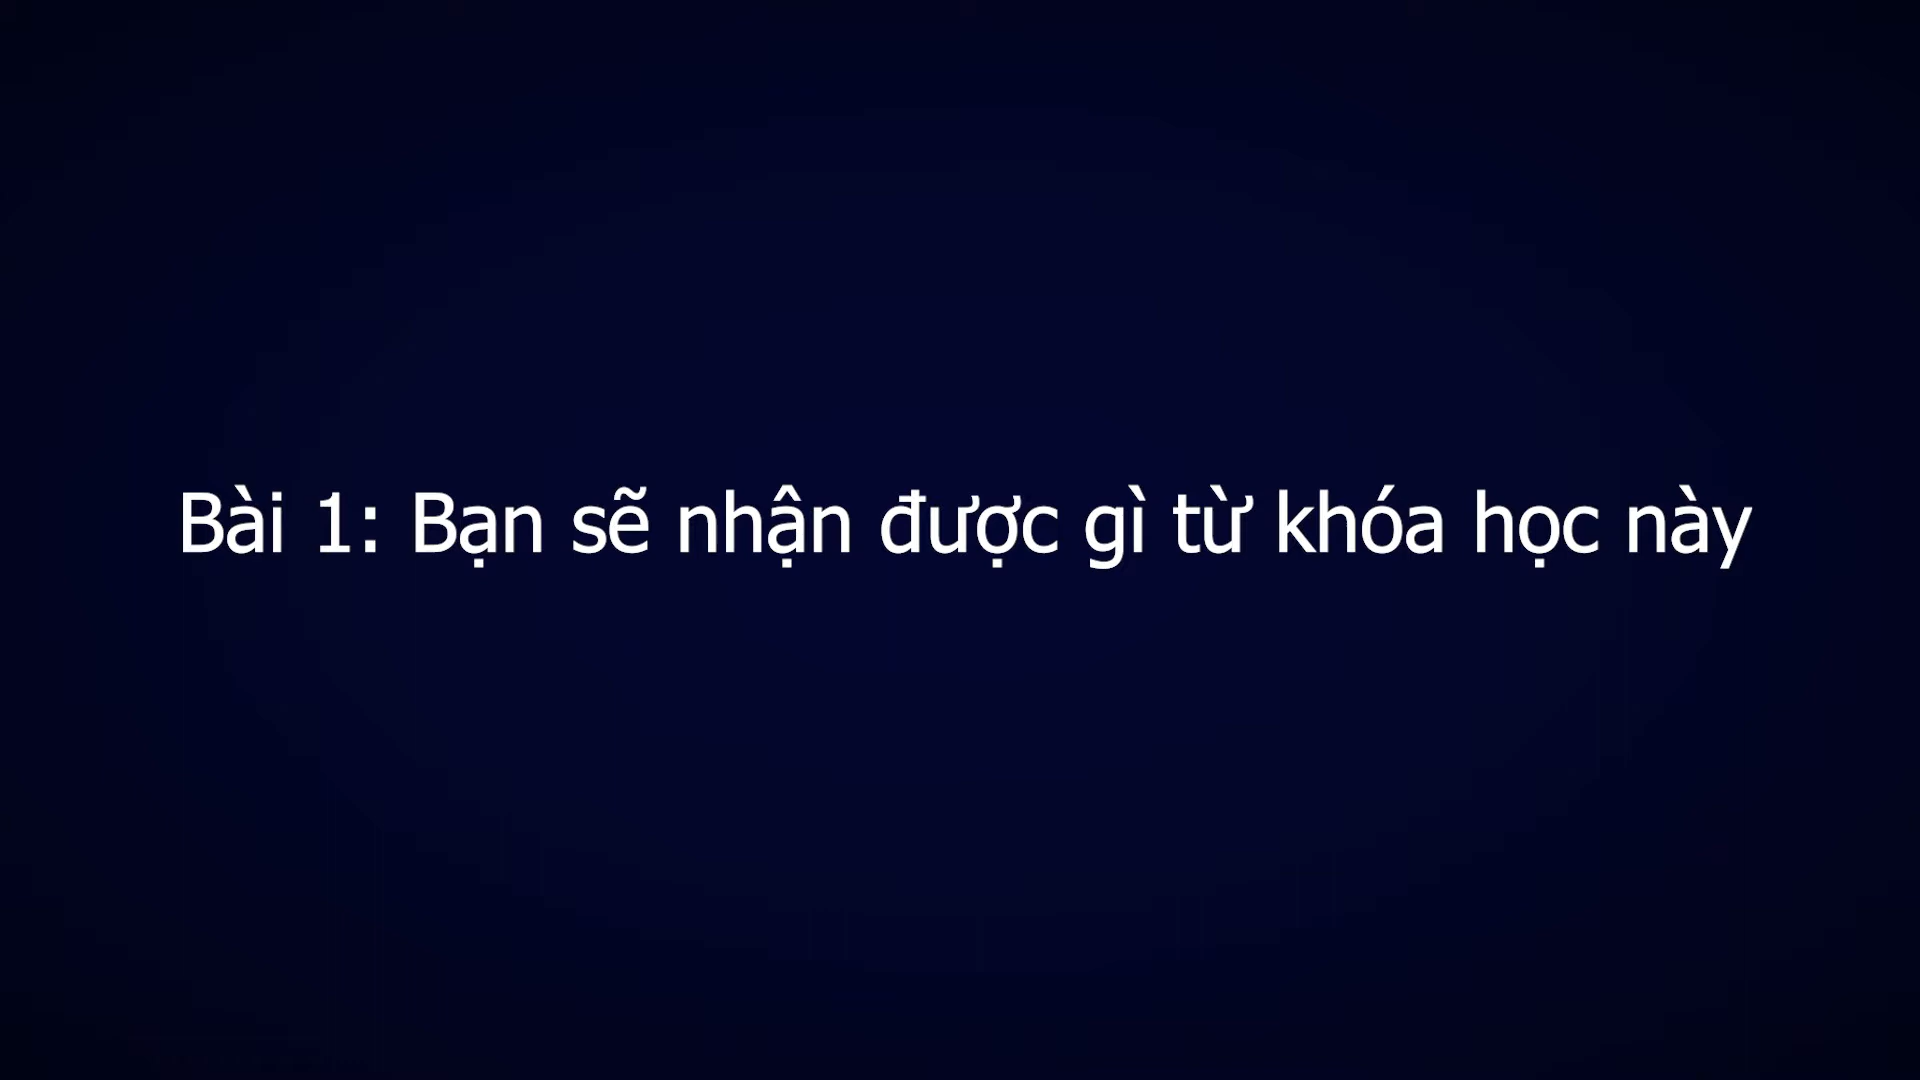 Bài 1: Bạn sẽ nhận được gì từ khóa học này